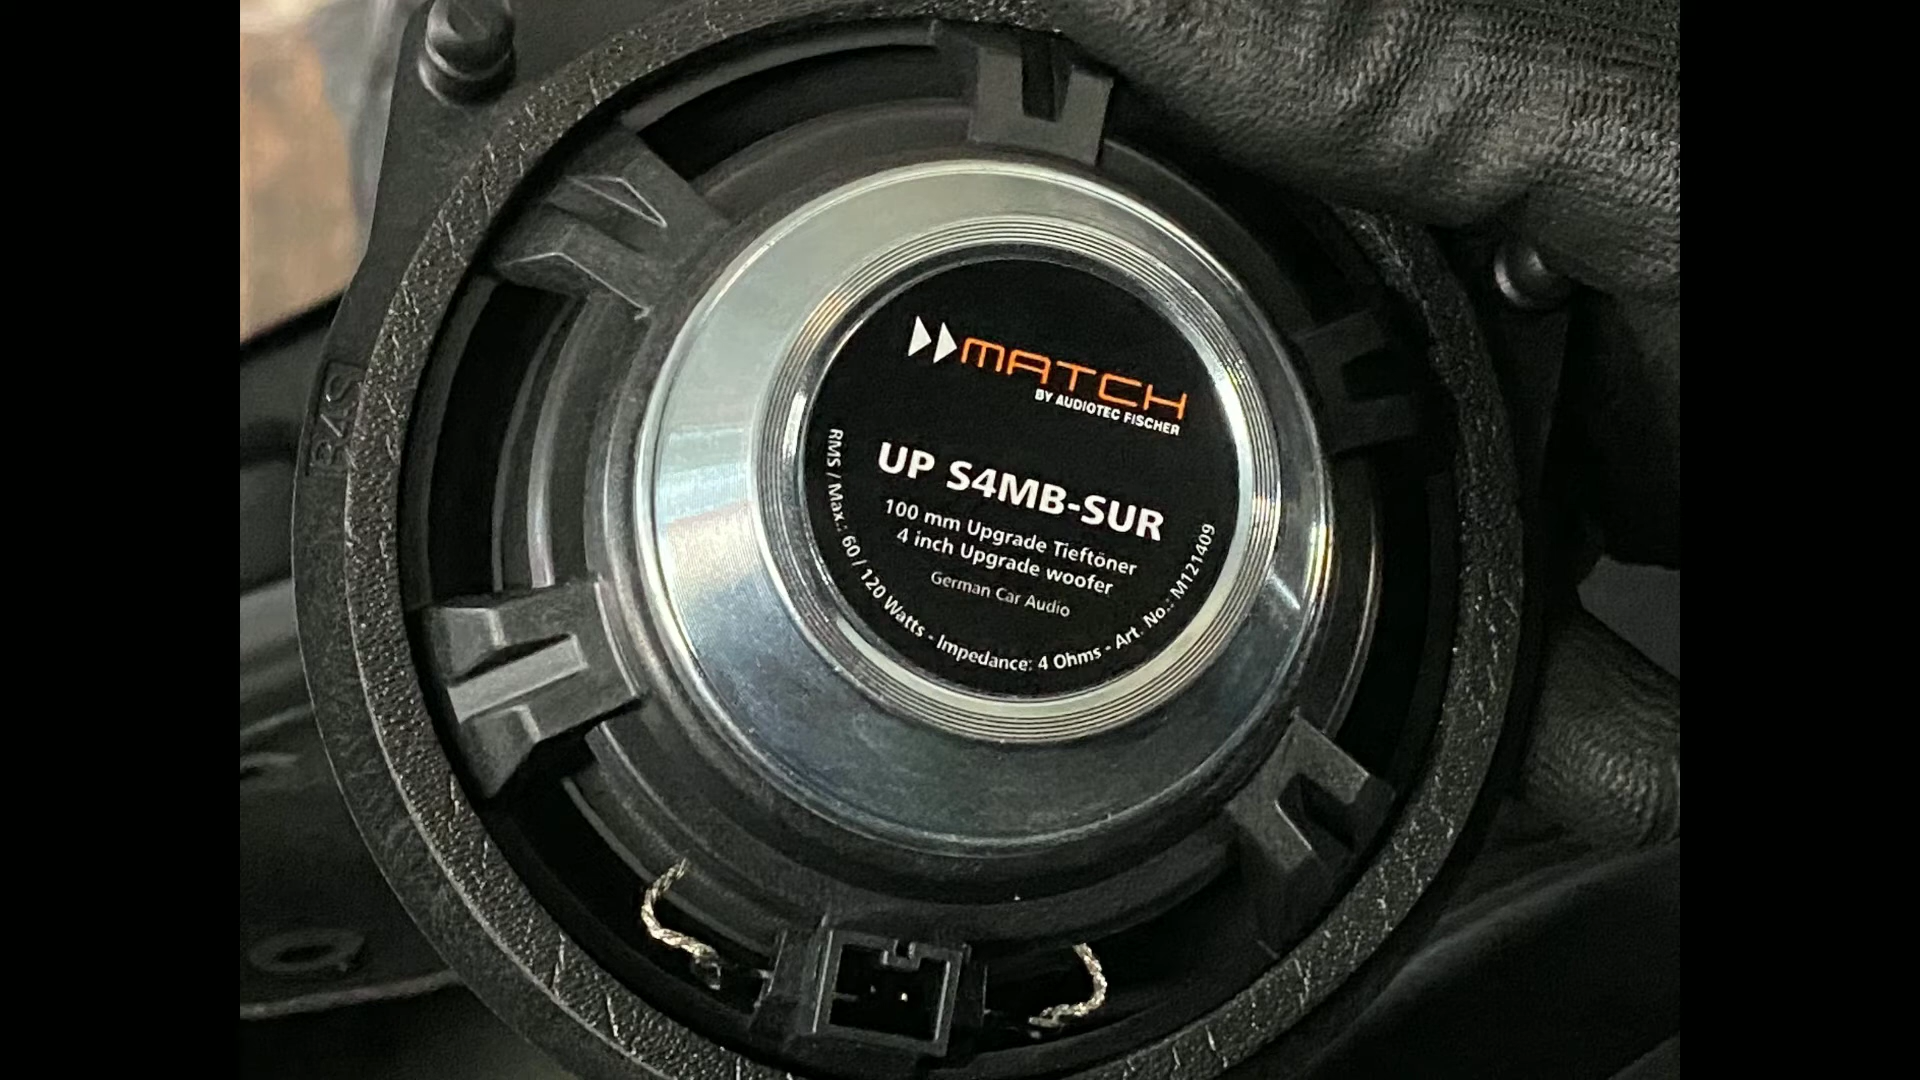 MATCH
BY AUDIOTEC FISCHER
UP S4MB-SUR
100 mm Upgrade Tieftöner
4 inch Upgrade woofer
German Car Audio
RMS / Max.: 60 / 120 Watts - Impedance: 4 Ohms - Art. No.: M121409